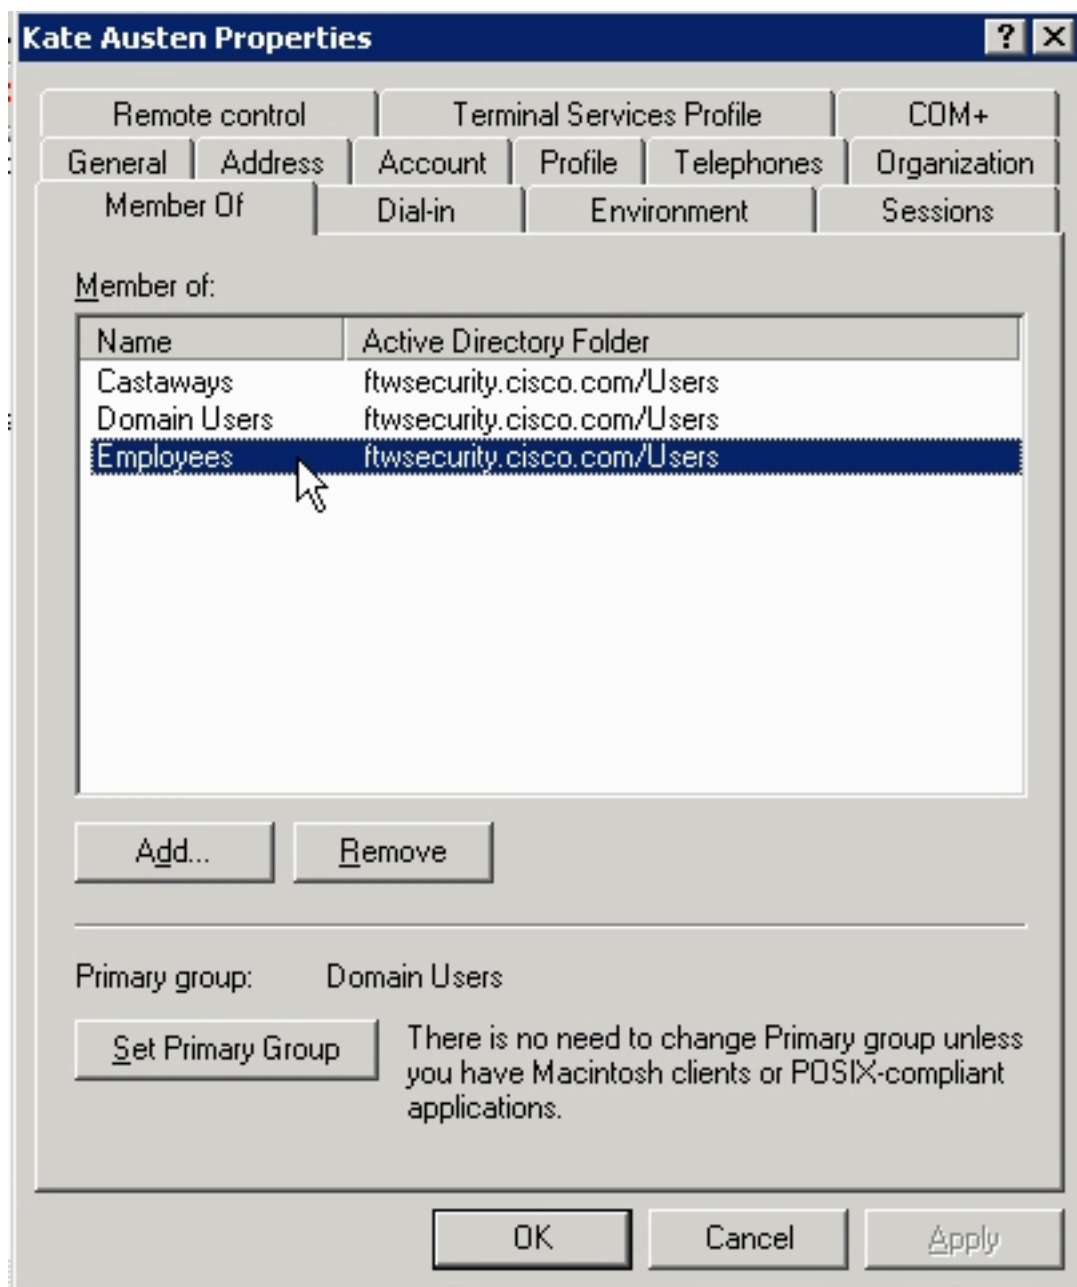 Kate Austen Properties
Remote control Terminal Services Profile COM+
General Address Account Profile Telephones Organization
Member Of Dial-in Environment Sessions
Member of:
Name Active Directory Folder
Castaways ftwsecurity.cisco.com/Users
Domain Users ftwsecurity.cisco.com/Users
Employees ftwsecurity.cisco.com/Users
Add... Remove
Primary group: Domain Users
Set Primary Group
There is no need to change Primary group unless
you have Macintosh clients or POSIX-compliant
applications.
OK Cancel Apply